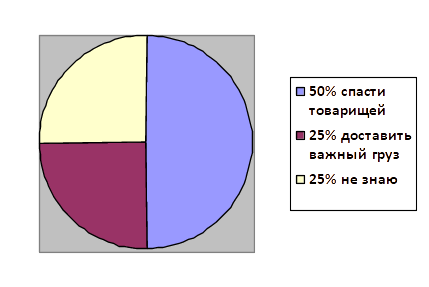 50% спасти
товарищей
25% доставить
важный груз
25% не знаю